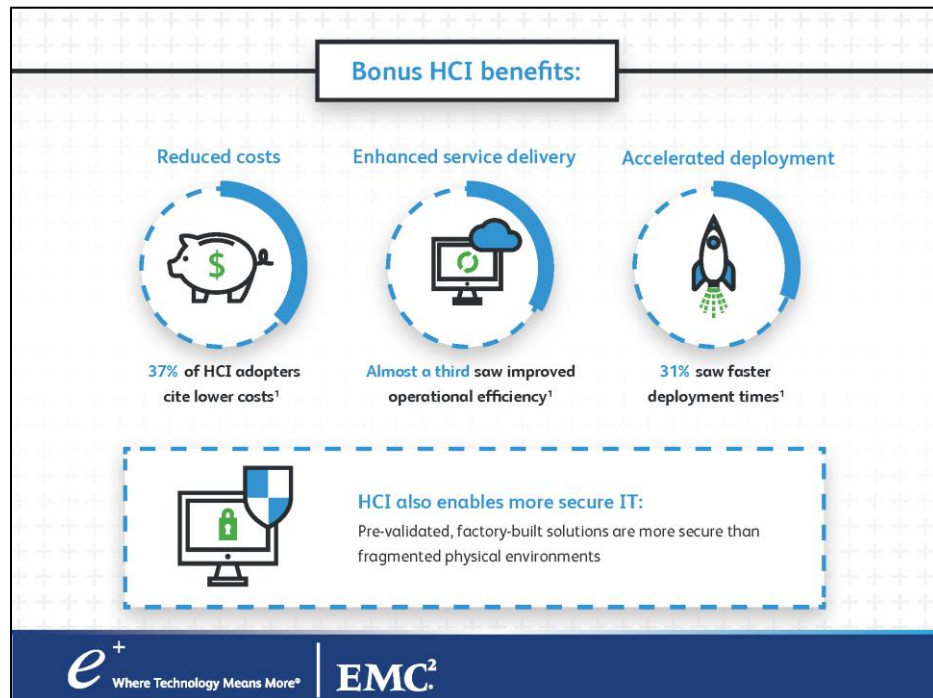 Bonus HCI benefits:
Reduced costs
Enhanced service delivery
Accelerated deployment
$
37% of HCI adopters
cite lower costs¹
Almost a third saw improved
operational efficiency¹
31% saw faster
deployment times¹
HCI also enables more secure IT:
Pre-validated, factory-built solutions are more secure than
fragmented physical environments
e+
Where Technology Means More®
EMC²